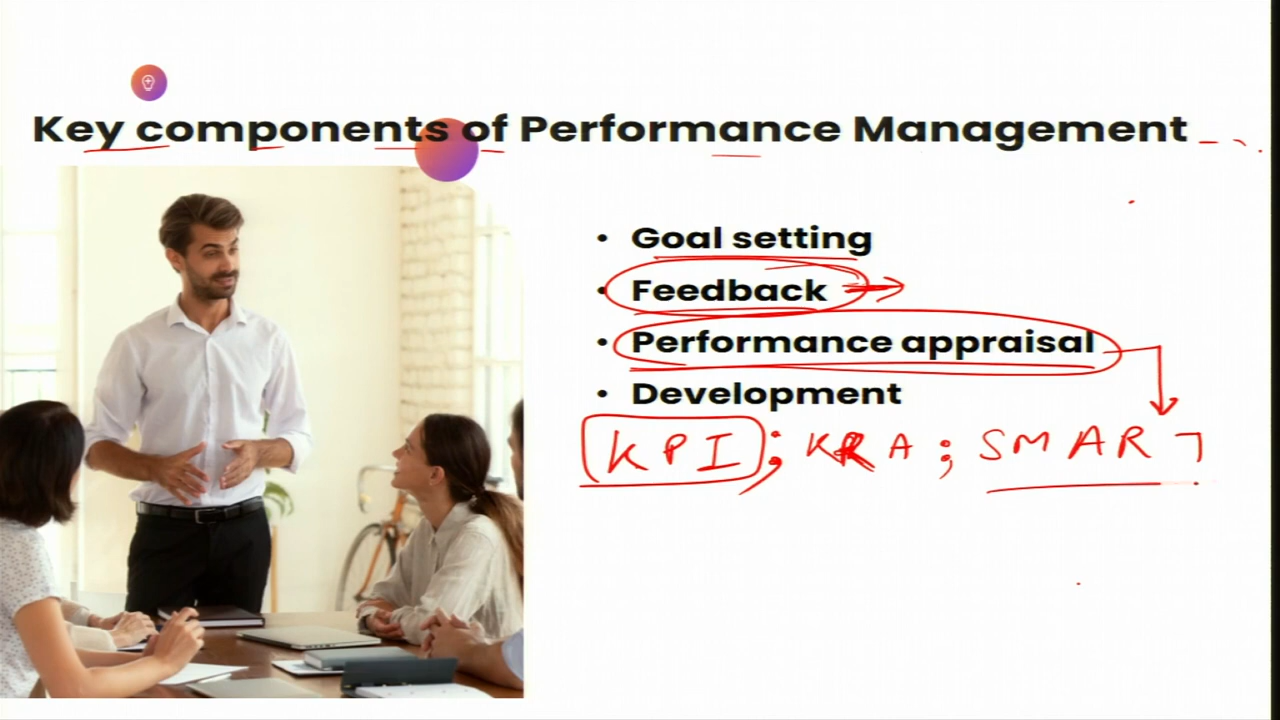 Key components of Performance Management
• Goal setting
• Feedback
• Performance appraisal
• Development
KPI; KRA; SMART